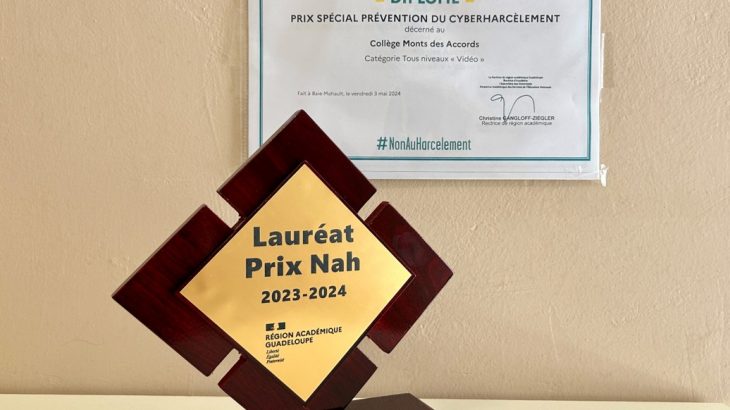 DIPLÔME
PRIX SPÉCIAL PRÉVENTION DU CYBERHARCÈLEMENT
décerné au
Collège Monts des Accords
Catégorie Tous niveaux « Vidéo »
Fait à Baie Mahault, le vendredi 3 mai 2024
Christine GANGLOFF-ZIEGLER
Rectrice de région académique
#NonAuHarcelement
Lauréat
Prix Nah
2023-2024
RÉGION ACADÉMIQUE
GUADELOUPE
Liberté
Égalité
Fraternité